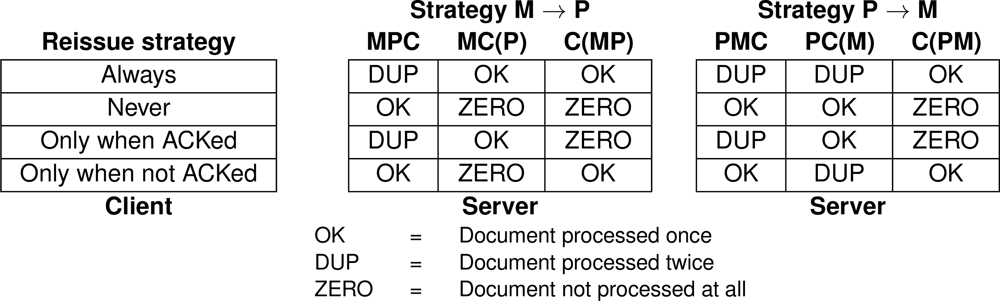 Strategy M → P Strategy P → M
Reissue strategy MPC MC(P) C(MP) PMC PC(M) C(PM)
Always DUP OK OK DUP DUP OK
Never OK ZERO ZERO OK OK ZERO
Only when ACKed DUP OK ZERO DUP OK ZERO
Only when not ACKed OK ZERO OK OK DUP OK
Client Server Server
OK = Document processed once
DUP = Document processed twice
ZERO = Document not processed at all